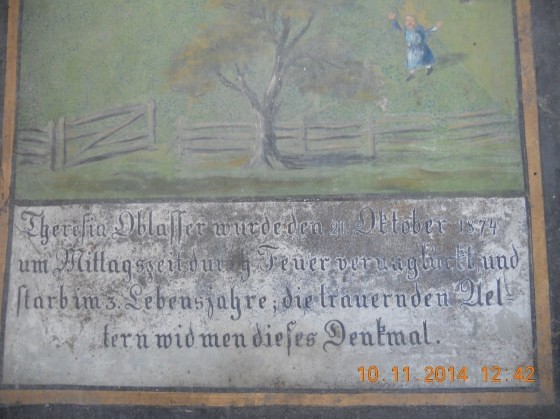 Theresia Oblasser wurde den 21. Oktober 1874
um Mittagszeit durch Feuer verunglückt und
starb im 3. Lebensjahre; die trauernden Ael-
tern widmen dieses Denkmal.
10.11.2014 12:42